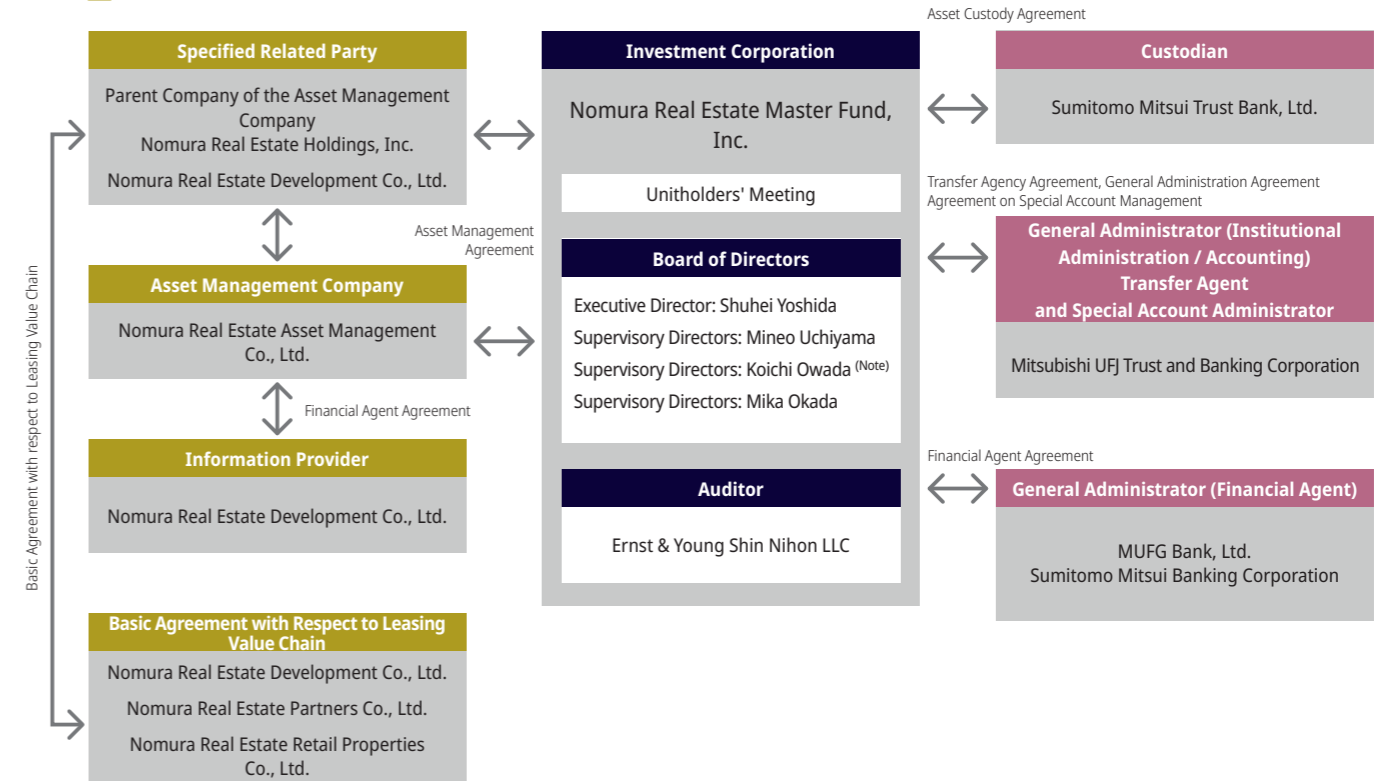 Basic Agreement with respect to Leasing Value Chain
Specified Related Party
Parent Company of the Asset Management
Company
Nomura Real Estate Holdings, Inc.
Nomura Real Estate Development Co., Ltd.
Asset Management
Agreement
Asset Management Company
Nomura Real Estate Asset Management
Co., Ltd.
Financial Agent Agreement
Information Provider
Nomura Real Estate Development Co., Ltd.
Basic Agreement with Respect to Leasing
Value Chain
Nomura Real Estate Development Co., Ltd.
Nomura Real Estate Partners Co., Ltd.
Nomura Real Estate Retail Properties
Co., Ltd.
Investment Corporation
Nomura Real Estate Master Fund,
Inc.
Unitholders' Meeting
Board of Directors
Executive Director: Shuhei Yoshida
Supervisory Directors: Mineo Uchiyama
Supervisory Directors: Koichi Owada (Note)
Supervisory Directors: Mika Okada
Auditor
Ernst & Young Shin Nihon LLC
Asset Custody Agreement
Custodian
Sumitomo Mitsui Trust Bank, Ltd.
Transfer Agency Agreement, General Administration Agreement
Agreement on Special Account Management
General Administrator (Institutional
Administration / Accounting)
Transfer Agent
and Special Account Administrator
Mitsubishi UFJ Trust and Banking Corporation
Financial Agent Agreement
General Administrator (Financial Agent)
MUFG Bank, Ltd.
Sumitomo Mitsui Banking Corporation